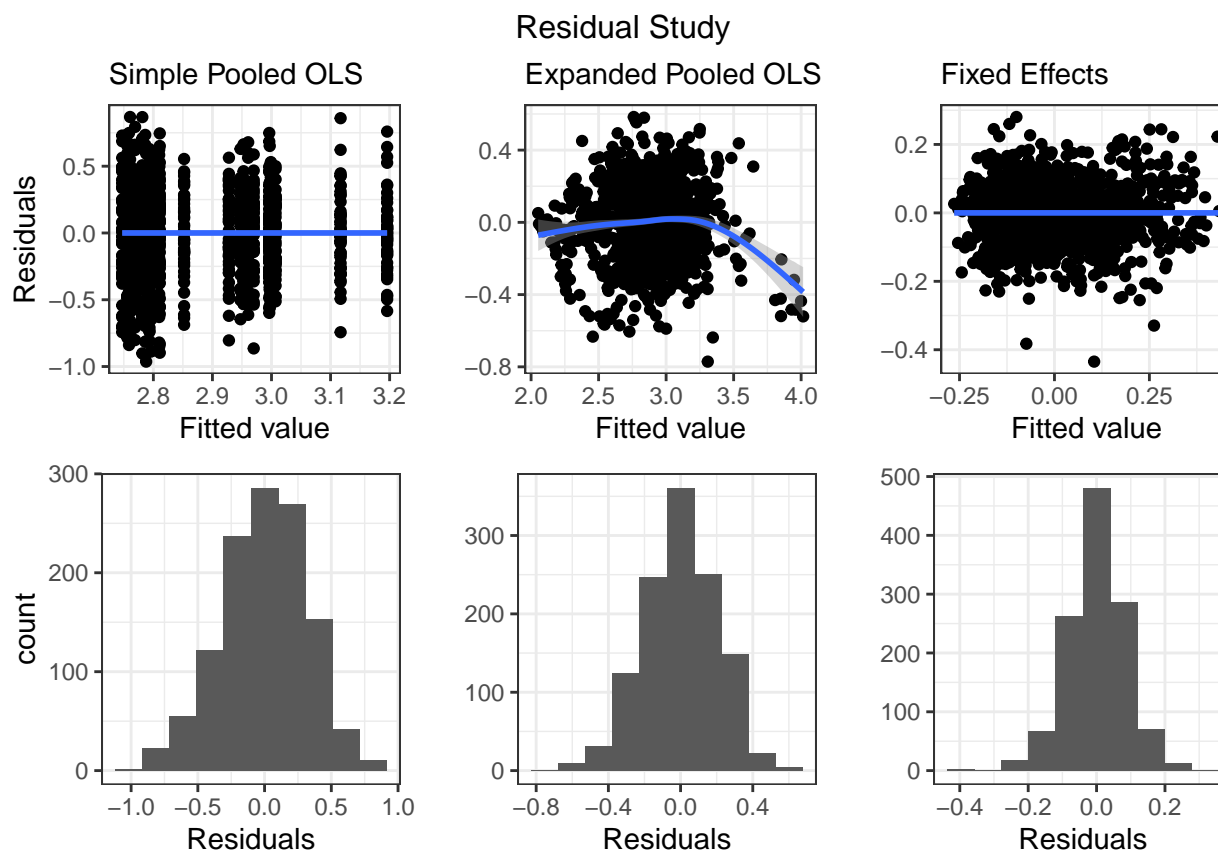 Residual Study
Simple Pooled OLS
Expanded Pooled OLS
Fixed Effects
Residuals
0.5
0.0
−0.5
−1.0
2.8 2.9 3.0 3.1 3.2
Fitted value
0.4
0.0
−0.4
−0.8
2.0 2.5 3.0 3.5 4.0
Fitted value
0.2
0.0
−0.2
−0.4
−0.25 0.00 0.25
Fitted value
count
300
200
100
0
−1.0 −0.5 0.0 0.5 1.0
Residuals
300
200
100
0
−0.8 −0.4 0.0 0.4
Residuals
500
400
300
200
100
0
−0.4 −0.2 0.0 0.2
Residuals